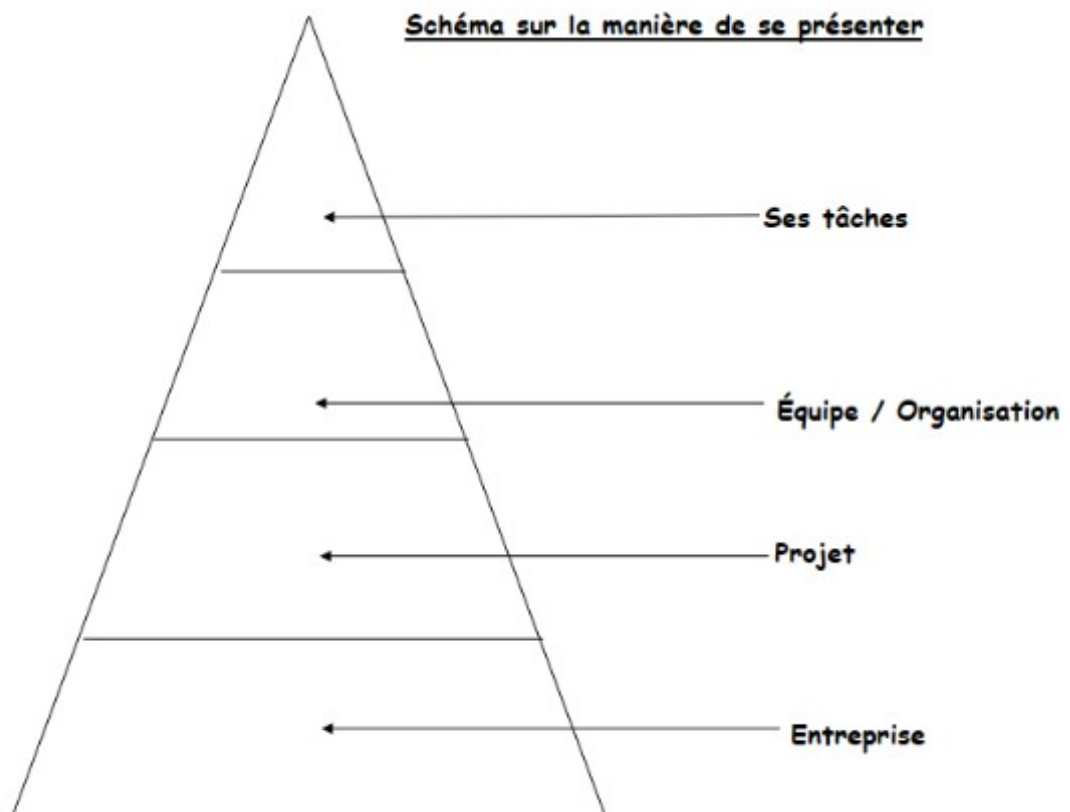 Schéma sur la manière de se présenter
Ses tâches
Équipe / Organisation
Projet
Entreprise